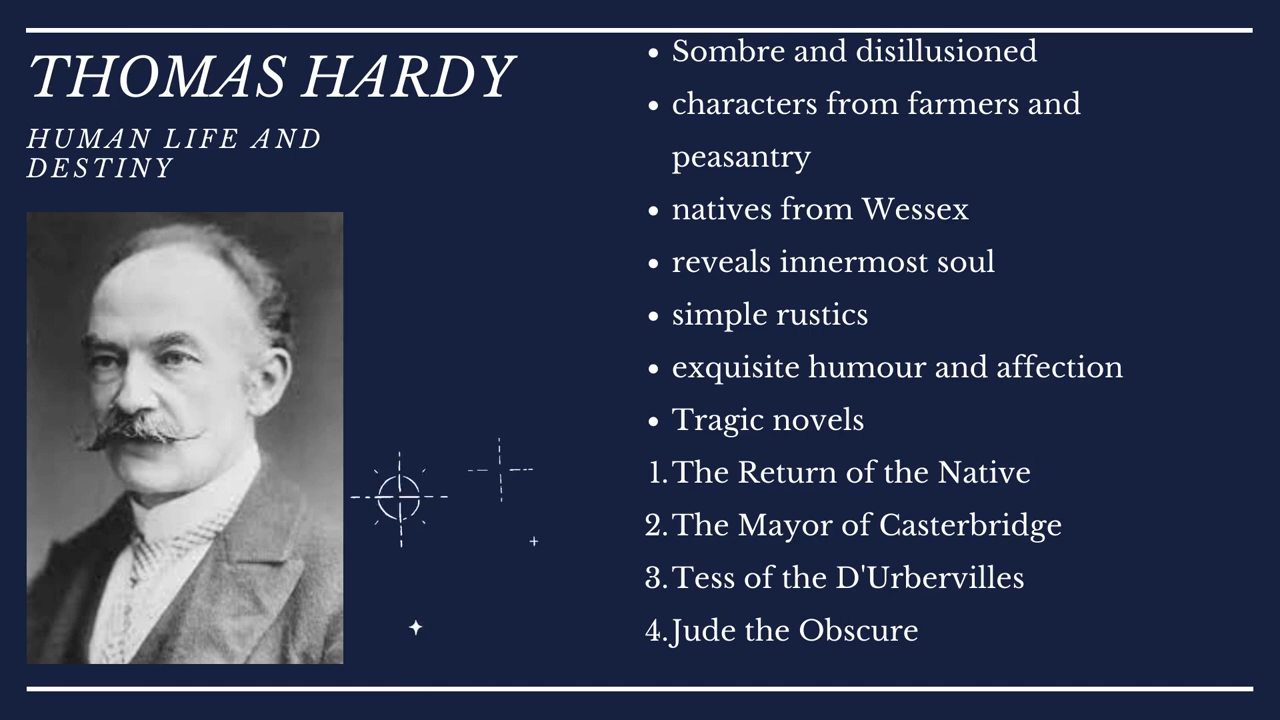 THOMAS HARDY
HUMAN LIFE AND
DESTINY
• Sombre and disillusioned
• characters from farmers and
peasantry
• natives from Wessex
• reveals innermost soul
• simple rustics
• exquisite humour and affection
• Tragic novels
1. The Return of the Native
2. The Mayor of Casterbridge
3. Tess of the D'Urbervilles
4. Jude the Obscure